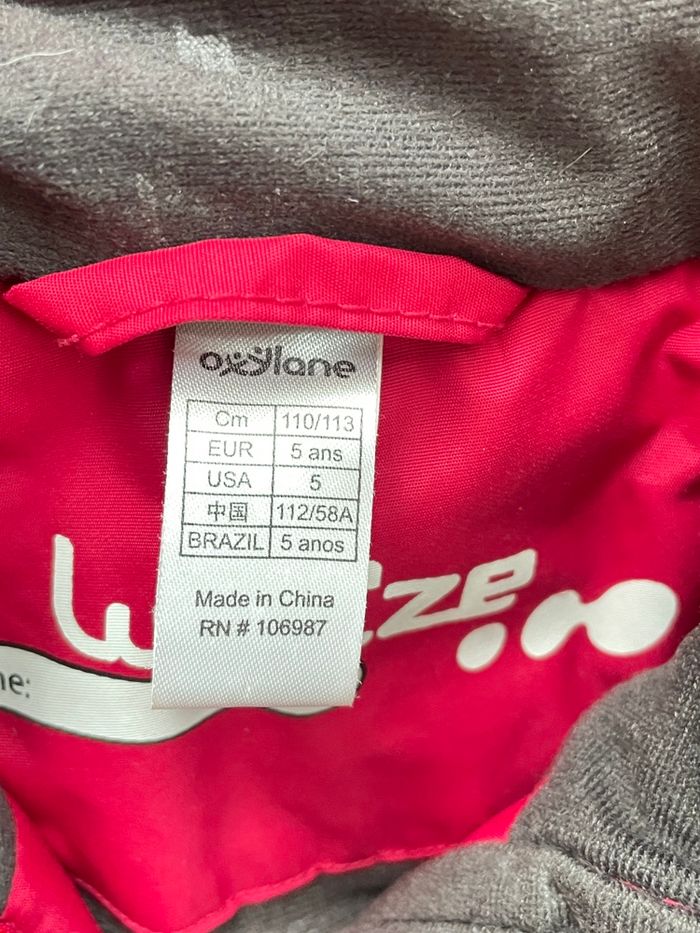 oxylane
Cm 110/113
EUR 5 ans
USA 5
中国 112/58A
BRAZIL 5 anos
Made in China
RN # 106987